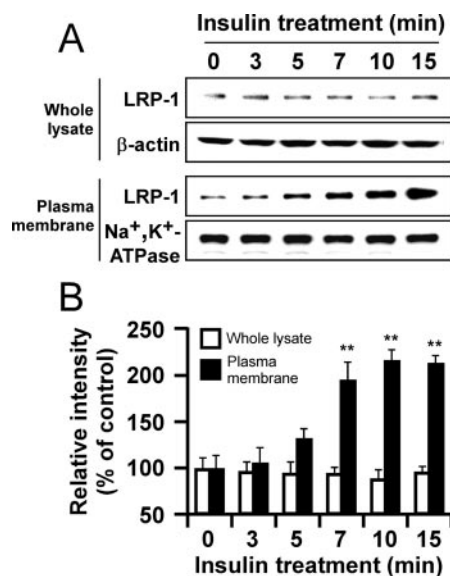 A
Insulin treatment (min)
0 3 5 7 10 15
Whole
lysate
LRP-1
β-actin
Plasma
membrane
LRP-1
Na⁺,K⁺-
ATPase
B
Relative intensity
(% of control)
250
200
150
100
50
Whole lysate
Plasma
membrane
** ** **
0 3 5 7 10 15
Insulin treatment (min)